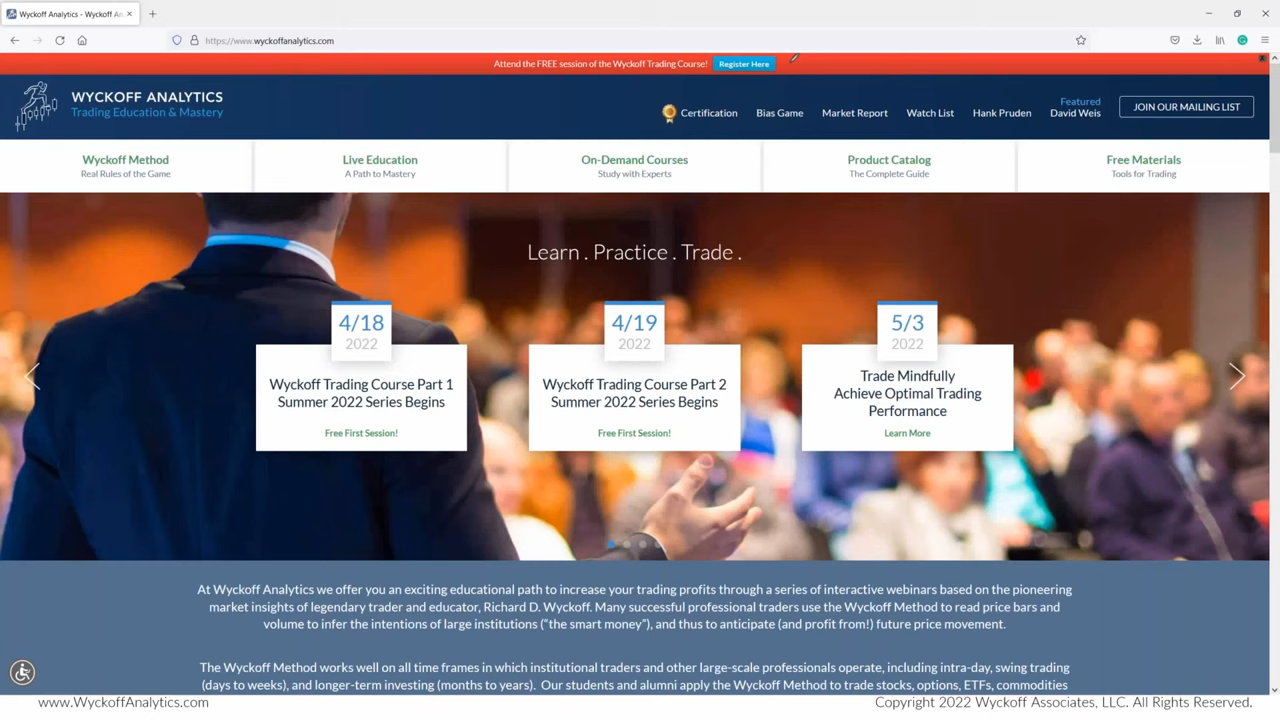 Wyckoff Analytics - Wyckoff An
https://www.wyckoffanalytics.com
Attend the FREE session of the Wyckoff Trading Course! Register Here
WYCKOFF ANALYTICS
Trading Education & Mastery
Certification
Bias Game
Market Report
Watch List
Hank Pruden
Featured
David Weis
JOIN OUR MAILING LIST
Wyckoff Method
Real Rules of the Game
Live Education
A Path to Mastery
On-Demand Courses
Study with Experts
Product Catalog
The Complete Guide
Free Materials
Tools for Trading
Learn . Practice . Trade .
4/18
2022
Wyckoff Trading Course Part 1
Summer 2022 Series Begins
Free First Session!
4/19
2022
Wyckoff Trading Course Part 2
Summer 2022 Series Begins
Free First Session!
5/3
2022
Trade Mindfully
Achieve Optimal Trading
Performance
Learn More
At Wyckoff Analytics we offer you an exciting educational path to increase your trading profits through a series of interactive webinars based on the pioneering
market insights of legendary trader and educator, Richard D. Wyckoff. Many successful professional traders use the Wyckoff Method to read price bars and
volume to infer the intentions of large institutions ("the smart money"), and thus to anticipate (and profit from!) future price movement.
The Wyckoff Method works well on all time frames in which institutional traders and other large-scale professionals operate, including intra-day, swing trading
(days to weeks), and longer-term investing (months to years). Our students and alumni apply the Wyckoff Method to trade stocks, options, ETFs, commodities
www.WyckoffAnalytics.com
Copyright 2022 Wyckoff Associates, LLC. All Rights Reserved.